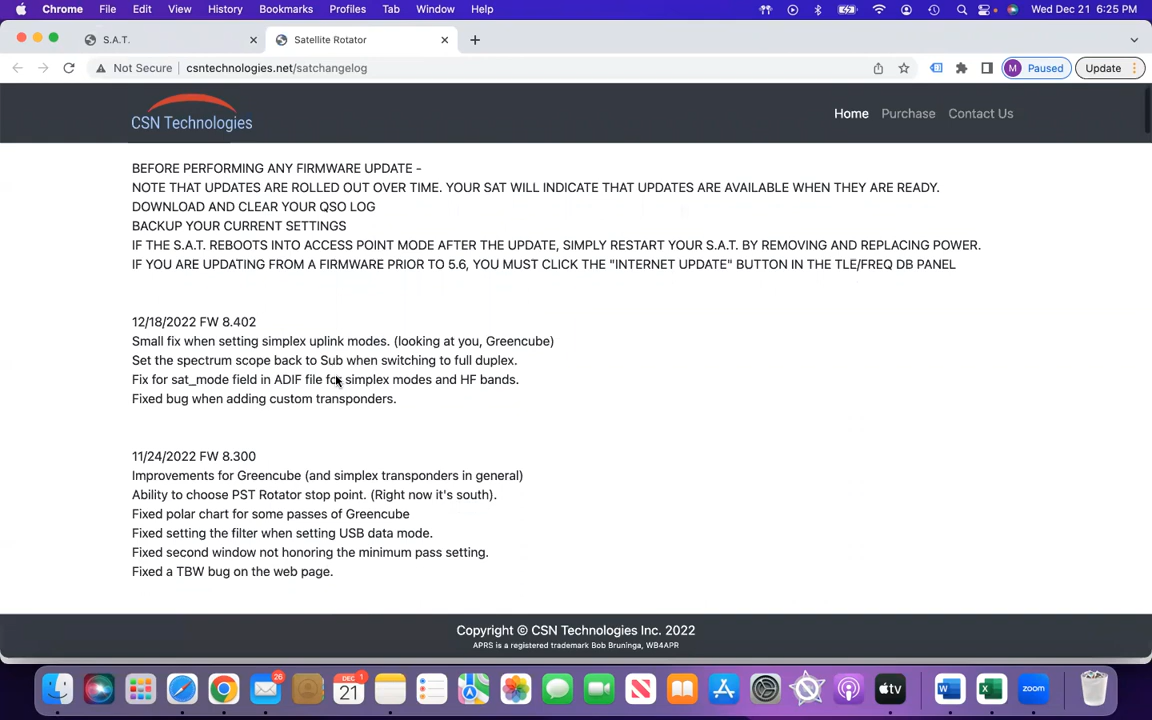 Chrome File Edit View History Bookmarks Profiles Tab Window Help Wed Dec 21 6:25 PM
S.A.T. Satellite Rotator
Not Secure csntechnologies.net/satchangelog M Paused Update
CSN Technologies Home Purchase Contact Us
BEFORE PERFORMING ANY FIRMWARE UPDATE -
NOTE THAT UPDATES ARE ROLLED OUT OVER TIME. YOUR SAT WILL INDICATE THAT UPDATES ARE AVAILABLE WHEN THEY ARE READY.
DOWNLOAD AND CLEAR YOUR QSO LOG
BACKUP YOUR CURRENT SETTINGS
IF THE S.A.T. REBOOTS INTO ACCESS POINT MODE AFTER THE UPDATE, SIMPLY RESTART YOUR S.A.T. BY REMOVING AND REPLACING POWER.
IF YOU ARE UPDATING FROM A FIRMWARE PRIOR TO 5.6, YOU MUST CLICK THE "INTERNET UPDATE" BUTTON IN THE TLE/FREQ DB PANEL
12/18/2022 FW 8.402
Small fix when setting simplex uplink modes. (looking at you, Greencube)
Set the spectrum scope back to Sub when switching to full duplex.
Fix for sat_mode field in ADIF file for simplex modes and HF bands.
Fixed bug when adding custom transponders.
11/24/2022 FW 8.300
Improvements for Greencube (and simplex transponders in general)
Ability to choose PST Rotator stop point. (Right now it's south).
Fixed polar chart for some passes of Greencube
Fixed setting the filter when setting USB data mode.
Fixed second window not honoring the minimum pass setting.
Fixed a TBW bug on the web page.
Copyright © CSN Technologies Inc. 2022
APRS is a registered trademark Bob Bruninga, WB4APR
26 DEC 1 21 tv W X zoom